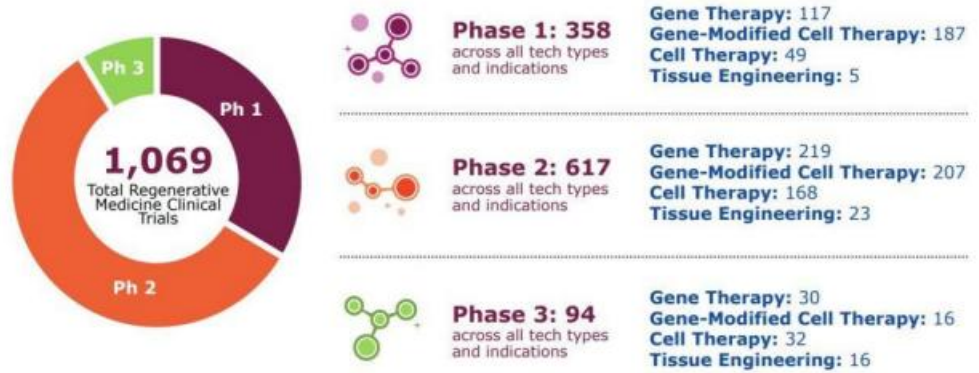 Ph 3
Ph 1
1,069
Total Regenerative
Medicine Clinical
Trials
Ph 2
Phase 1: 358
across all tech types
and indications
Gene Therapy: 117
Gene-Modified Cell Therapy: 187
Cell Therapy: 49
Tissue Engineering: 5
Phase 2: 617
across all tech types
and indications
Gene Therapy: 219
Gene-Modified Cell Therapy: 207
Cell Therapy: 168
Tissue Engineering: 23
Phase 3: 94
across all tech types
and indications
Gene Therapy: 30
Gene-Modified Cell Therapy: 16
Cell Therapy: 32
Tissue Engineering: 16